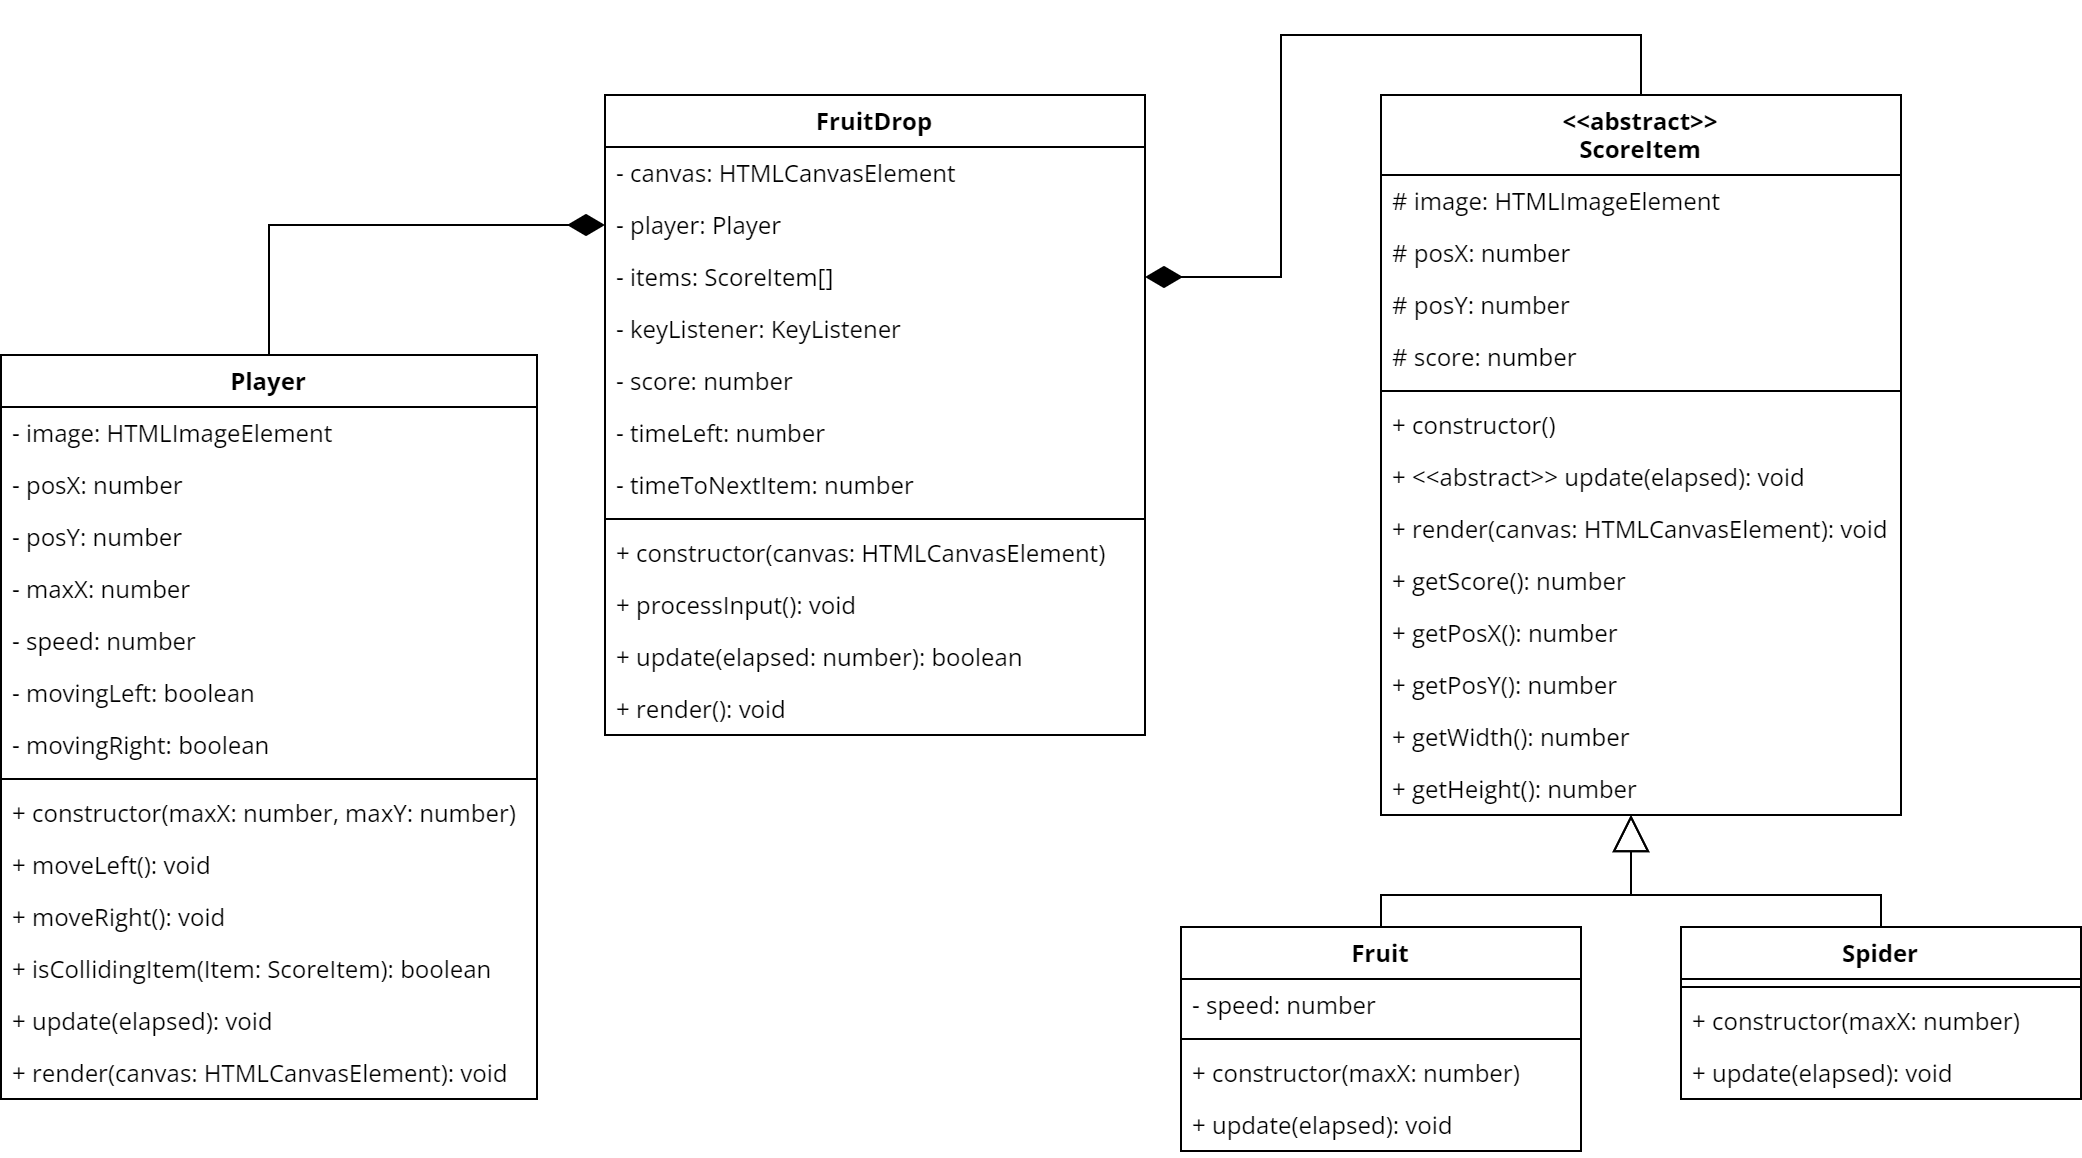 FruitDrop
- canvas: HTMLCanvasElement
- player: Player
- items: ScoreItem[]
- keyListener: KeyListener
- score: number
- timeLeft: number
- timeToNextItem: number
+ constructor(canvas: HTMLCanvasElement)
+ processInput(): void
+ update(elapsed: number): boolean
+ render(): void
<<abstract>>
ScoreItem
# image: HTMLImageElement
# posX: number
# posY: number
# score: number
+ constructor()
+ <<abstract>> update(elapsed): void
+ render(canvas: HTMLCanvasElement): void
+ getScore(): number
+ getPosX(): number
+ getPosY(): number
+ getWidth(): number
+ getHeight(): number
Player
- image: HTMLImageElement
- posX: number
- posY: number
- maxX: number
- speed: number
- movingLeft: boolean
- movingRight: boolean
+ constructor(maxX: number, maxY: number)
+ moveLeft(): void
+ moveRight(): void
+ isCollidingItem(Item: ScoreItem): boolean
+ update(elapsed): void
+ render(canvas: HTMLCanvasElement): void
Fruit
- speed: number
+ constructor(maxX: number)
+ update(elapsed): void
Spider
+ constructor(maxX: number)
+ update(elapsed): void